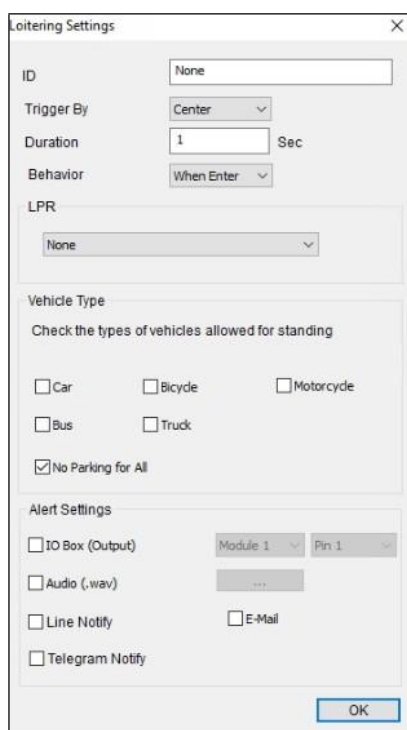 Loitering Settings
ID None
Trigger By Center
Duration 1 Sec
Behavior When Enter
LPR
None
Vehicle Type
Check the types of vehicles allowed for standing
Car Bicycle Motorcycle
Bus Truck
No Parking for All
Alert Settings
IO Box (Output) Module 1 Pin 1
Audio (.wav) ...
Line Notify E-Mail
Telegram Notify
OK